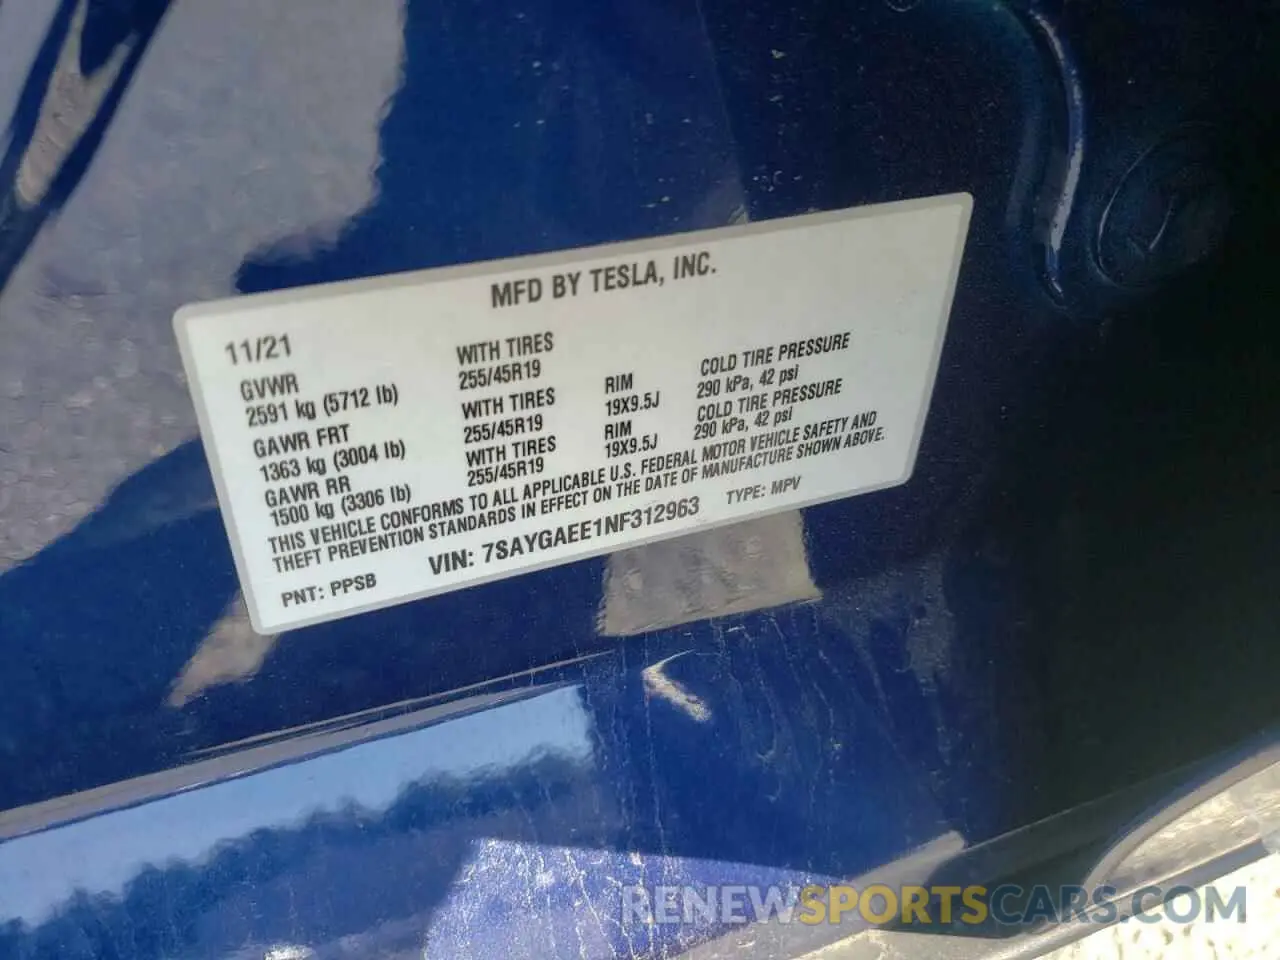 MFD BY TESLA, INC.
11/21
GVWR
2591 kg (5712 lb)
WITH TIRES
255/45R19
GAWR FRT
1363 kg (3004 lb)
WITH TIRES
255/45R19
RIM
19X9.5J
COLD TIRE PRESSURE
290 kPa, 42 psi
GAWR RR
1500 kg (3306 lb)
WITH TIRES
255/45R19
RIM
19X9.5J
COLD TIRE PRESSURE
290 kPa, 42 psi
THIS VEHICLE CONFORMS TO ALL APPLICABLE U.S. FEDERAL MOTOR VEHICLE SAFETY AND
THEFT PREVENTION STANDARDS IN EFFECT ON THE DATE OF MANUFACTURE SHOWN ABOVE.
PNT: PPSB VIN: 7SAYGAEE1NF312963 TYPE: MPV
RENEWSPORTSCARS.COM